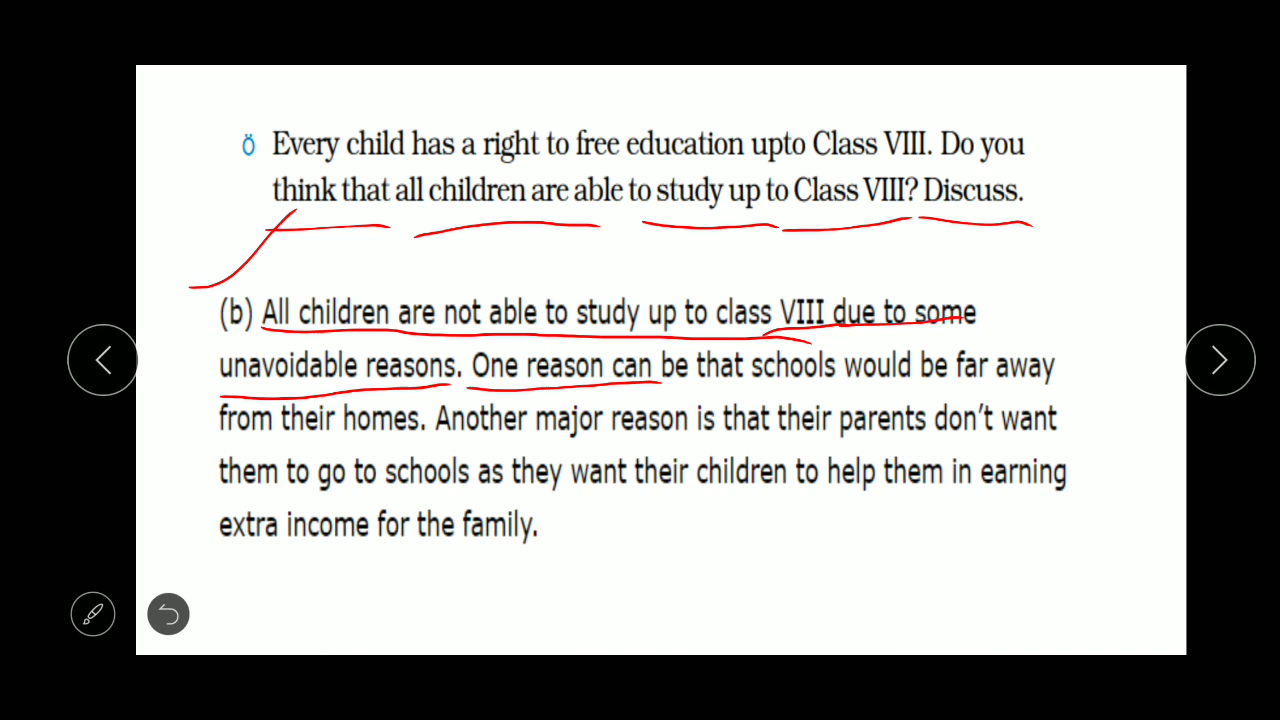 Ö Every child has a right to free education upto Class VIII. Do you
think that all children are able to study up to Class VIII? Discuss.
(b) All children are not able to study up to class VIII due to some
unavoidable reasons. One reason can be that schools would be far away
from their homes. Another major reason is that their parents don’t want
them to go to schools as they want their children to help them in earning
extra income for the family.